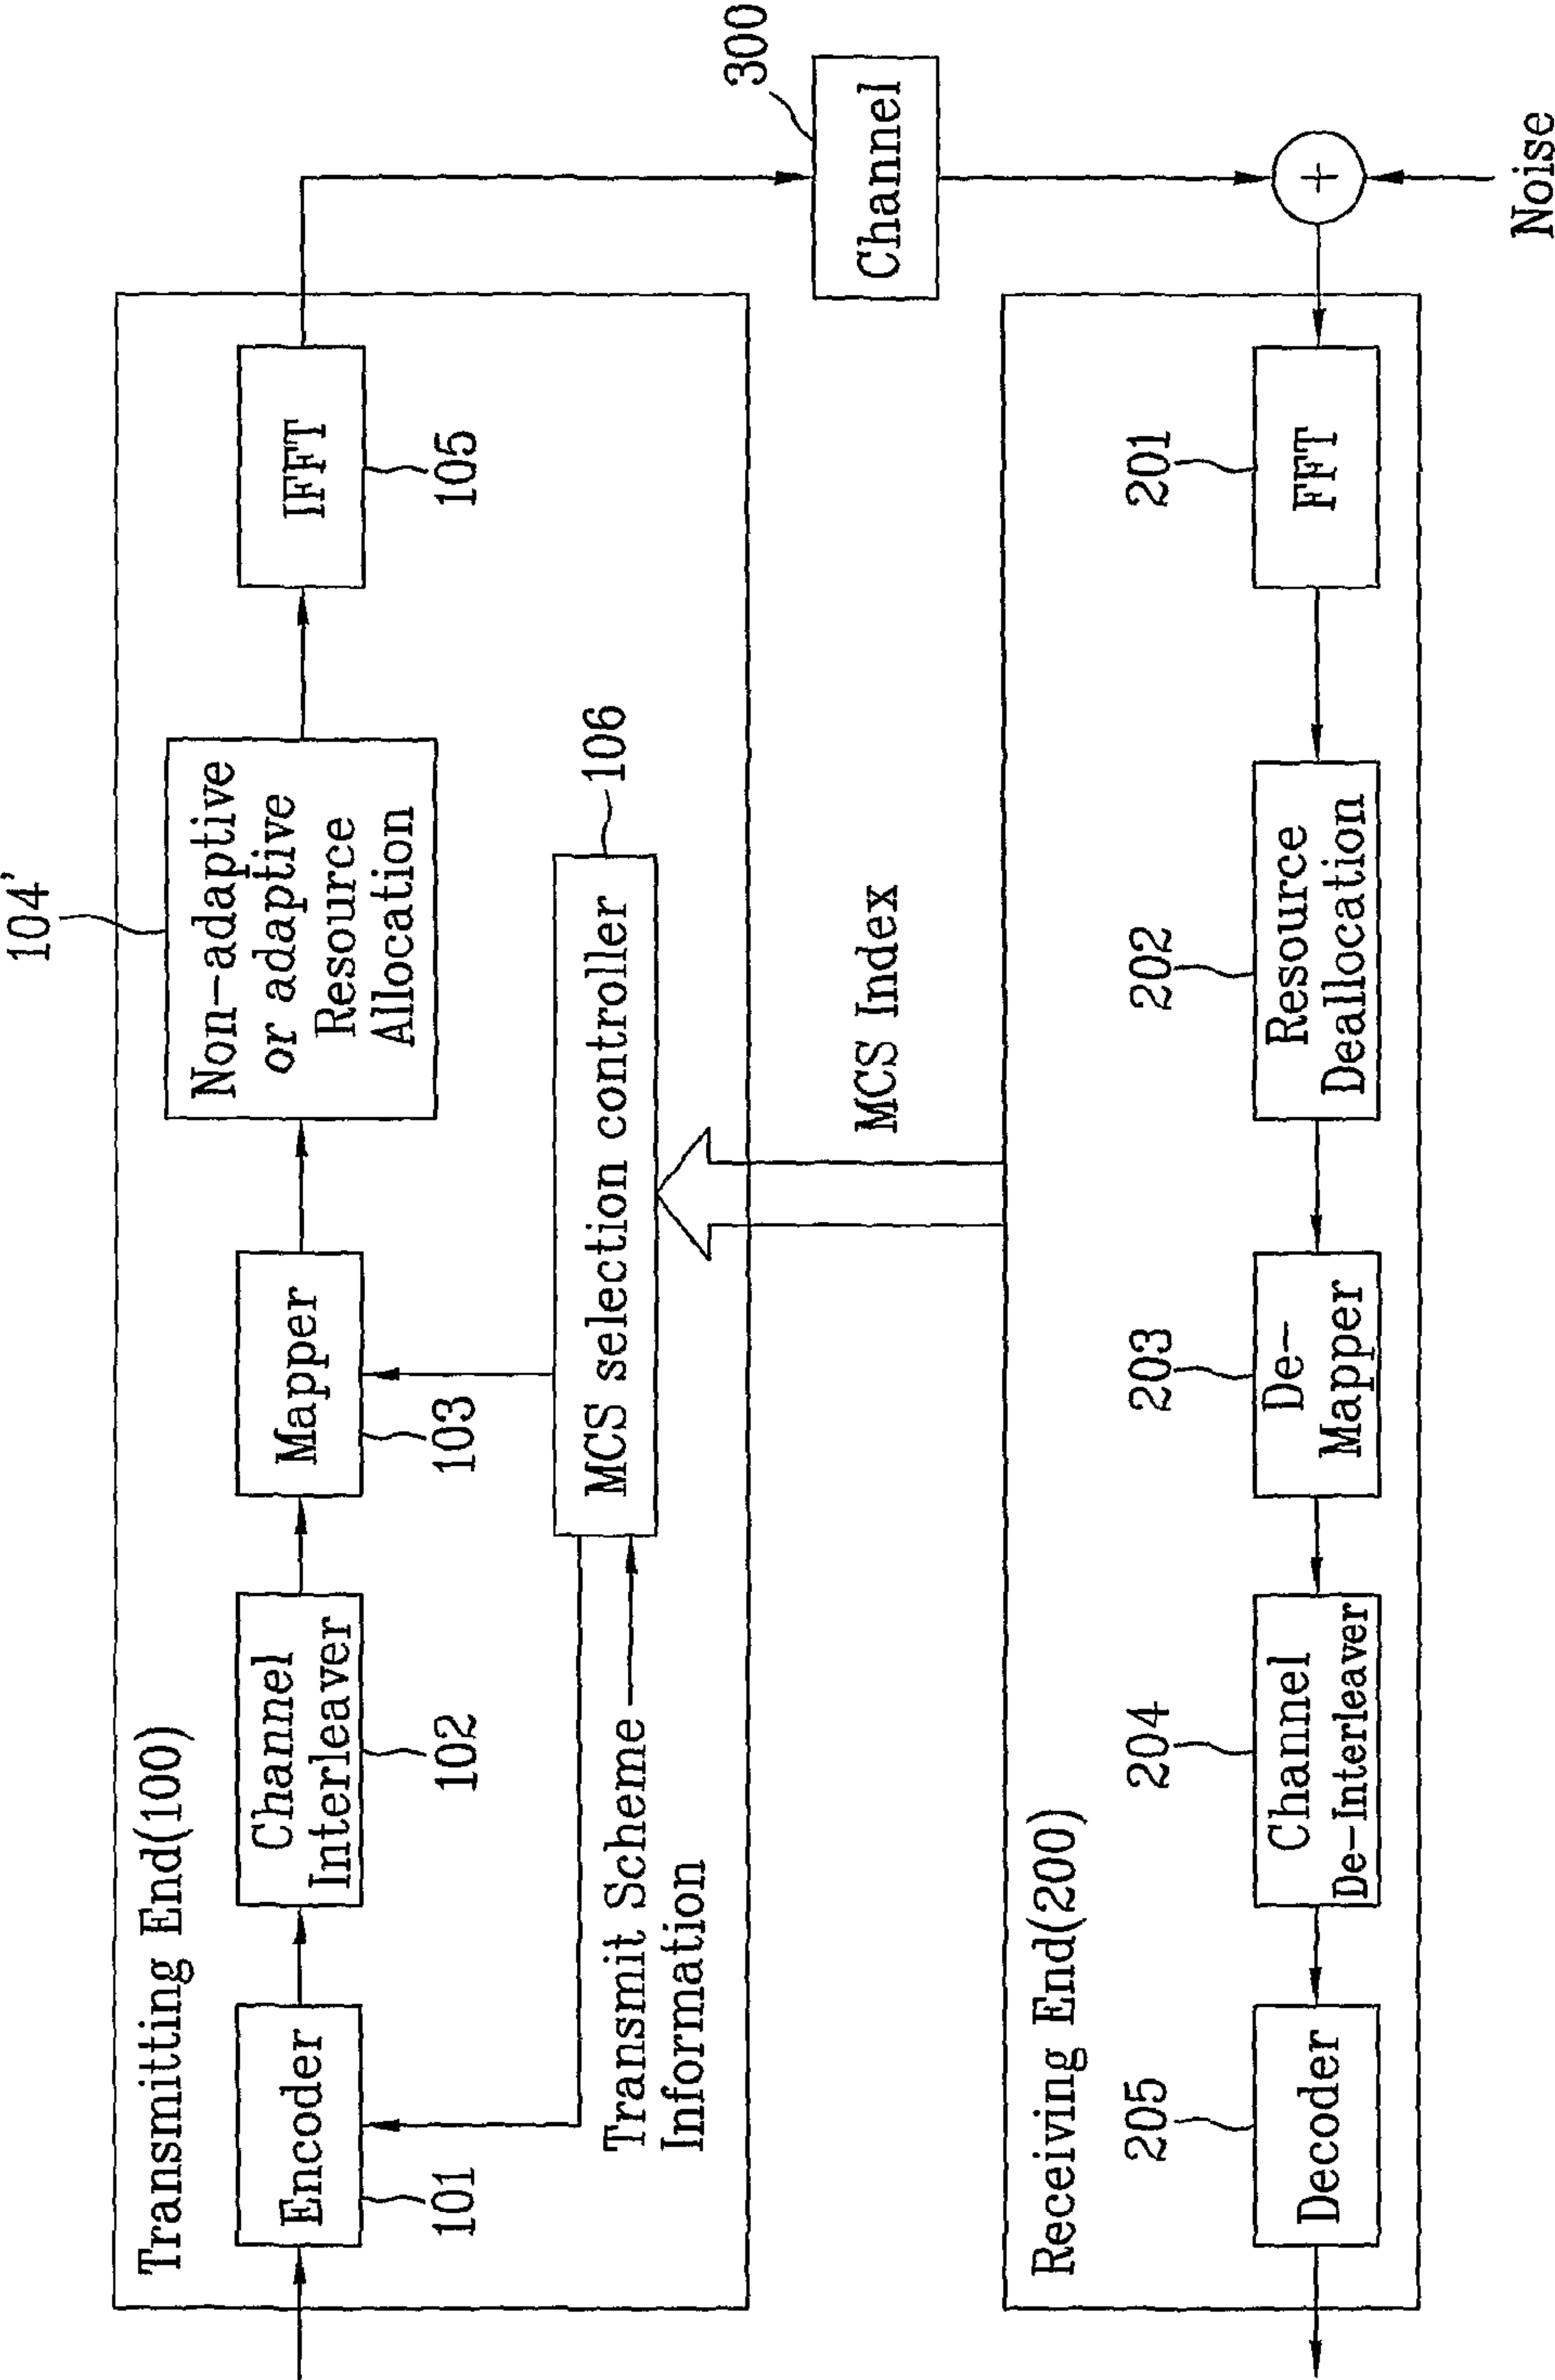 Transmitting End(100)
104'
Encoder
101
Channel
Interleaver
102
Mapper
103
Non-adaptive
or adaptive
Resource
Allocation
IFFT
105
MCS selection controller
106
Transmit Scheme
Information
300
Channel
MCS Index
Receiving End(200)
205
Decoder
204
Channel
De-Interleaver
203
De-
Mapper
202
Resource
Deallocation
201
FFT
+
Noise